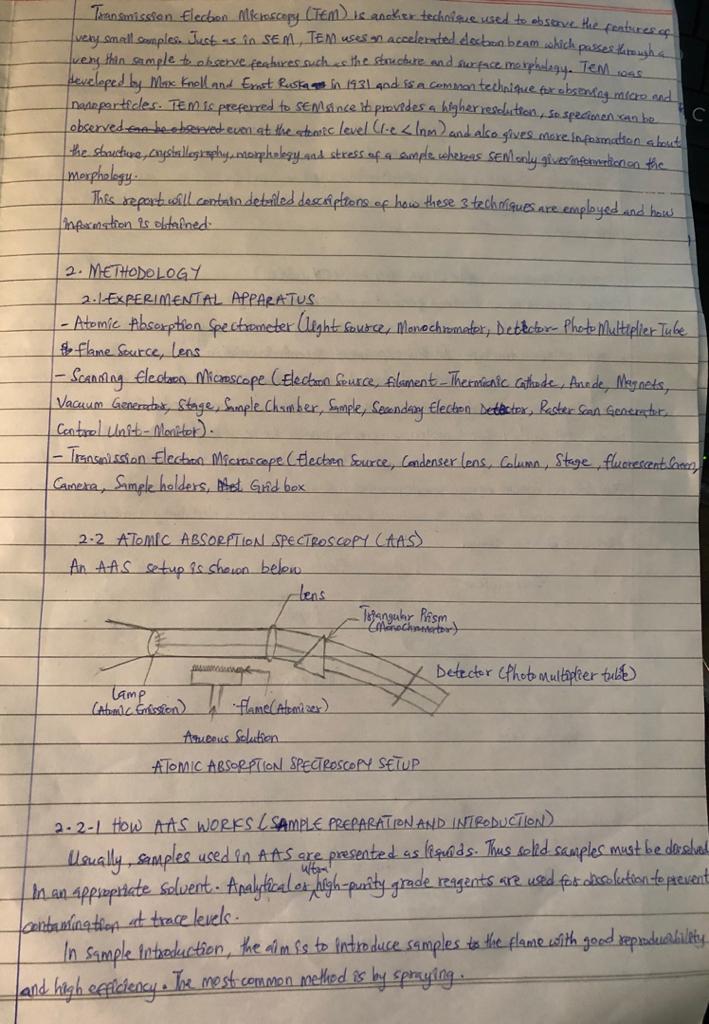 Transmission Electron Microscopy (TEM) is another technique used to observe the features of
very small samples. Just as in SEM, TEM uses an accelerated electron beam which passes through a
very thin sample to observe features such as the structure and surface morphology. TEM was
developed by Max Knoll and Ernst Ruska in 1931 and is a common technique for observing micro and
nanoparticles. TEM is preferred to SEM since it provides a higher resolution, so specimen can be
observed can be observed even at the atomic level (i.e < 1nm) and also gives more information about
the structure, crystallography, morphology and stress of a sample whereas SEM only gives information on the
morphology.
This report will contain detailed descriptions of how these 3 techniques are employed and how
information is obtained.
2. METHODOLOGY
2.1 EXPERIMENTAL APPARATUS
- Atomic Absorption Spectrometer (Light Source, Monochromator, Detector- Photo Multiplier Tube
Flame Source, Lens
- Scanning Electron Microscope (Electron Source, filament - Thermionic Cathode, Anode, Magnets,
Vacuum Generator, Stage, Sample Chamber, Sample, Secondary Electron Detector, Raster Scan Generator,
Control Unit - Monitor).
- Transmission Electron Microscope (Electron Source, Condenser lens, Column, Stage, fluorescent Screen,
Camera, Sample holders, Grid box
2.2 ATOMIC ABSORPTION SPECTROSCOPY (AAS)
An AAS setup is shown below
Lens
Triangular Prism
(Monochromator)
Detector (Photomultiplier tube)
Lamp
(Atomic Emission)
flame (Atomizer)
Aqueous Solution
ATOMIC ABSORPTION SPECTROSCOPY SETUP
2.2.1 HOW AAS WORKS (SAMPLE PREPARATION AND INTRODUCTION)
Usually, samples used in AAS are presented as liquids. Thus solid samples must be dissolved
in an appropriate solvent. Analytical or ultra high-purity grade reagents are used for dissolution to prevent
contamination at trace levels.
In sample introduction, the aim is to introduce samples to the flame with good reproducibility
and high efficiency. The most common method is by spraying.